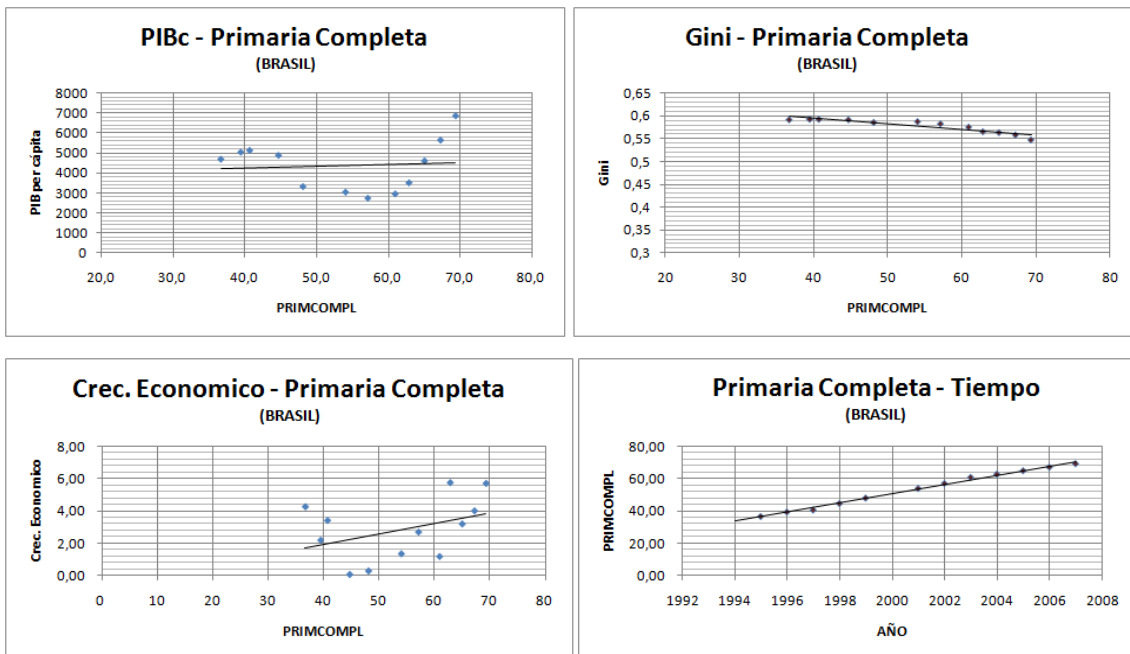 PIBc - Primaria Completa
(BRASIL)
PIB per cápita
8000
7000
6000
5000
4000
3000
2000
1000
0
20,0 30,0 40,0 50,0 60,0 70,0 80,0
PRIMCOMPL
Gini - Primaria Completa
(BRASIL)
Gini
0,65
0,6
0,55
0,5
0,45
0,4
0,35
0,3
20 30 40 50 60 70 80
PRIMCOMPL
Crec. Economico - Primaria Completa
(BRASIL)
Crec. Economico
8,00
6,00
4,00
2,00
0,00
0 10 20 30 40 50 60 70 80
PRIMCOMPL
Primaria Completa - Tiempo
(BRASIL)
PRIMCOMPL
80,00
60,00
40,00
20,00
0,00
1992 1994 1996 1998 2000 2002 2004 2006 2008
AÑO